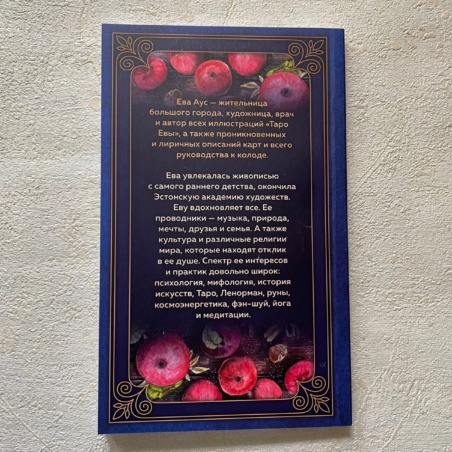 Ева Аус – жительница
большого города, художница, врач
и автор всех иллюстраций «Таро
Евы», а также проникновенных
и лиричных описаний карт и всего
руководства к колоде.
Ева увлекалась живописью
с самого раннего детства, окончила
Эстонскую академию художеств.
Еву вдохновляет все. Ее
проводники – музыка, природа,
мечты, друзья и семья. А также
культура и различные религии
мира, которые находят отклик
в ее душе. Спектр ее интересов
и практик довольно широк:
психология, мифология, история
искусств, Таро, Ленорман, руны,
космоэнергетика, фэн-шуй, йога
и медитации.